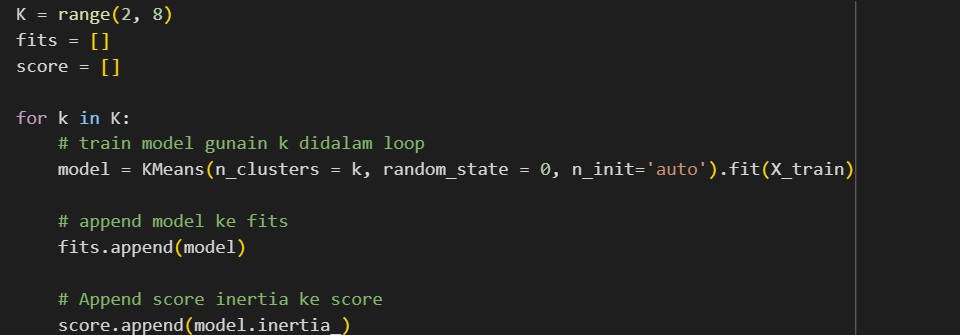 K = range(2, 8)
fits = []
score = []
for k in K:
# train model gunain k didalam loop
model = KMeans(n_clusters = k, random_state = 0, n_init='auto').fit(X_train)
# append model ke fits
fits.append(model)
# Append score inertia ke score
score.append(model.inertia_)